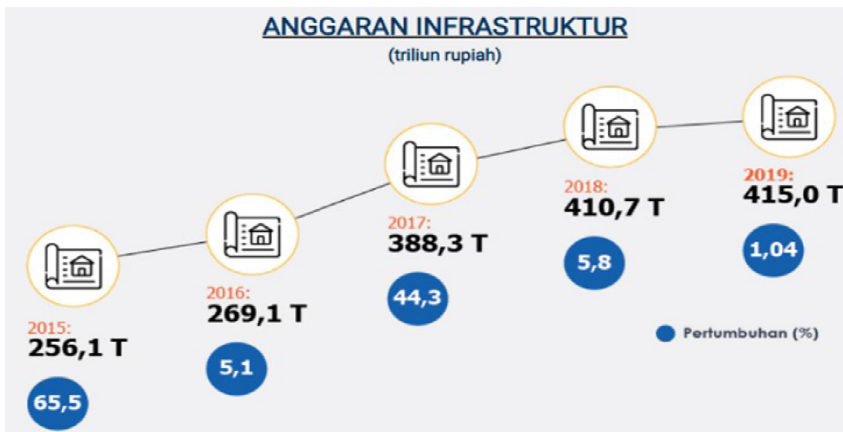 ANGGARAN INFRASTRUKTUR
(triliun rupiah)
2015:
256,1 T
65,5
2016:
269,1 T
5,1
2017:
388,3 T
44,3
2018:
410,7 T
5,8
2019:
415,0 T
1,04
Pertumbuhan (%)